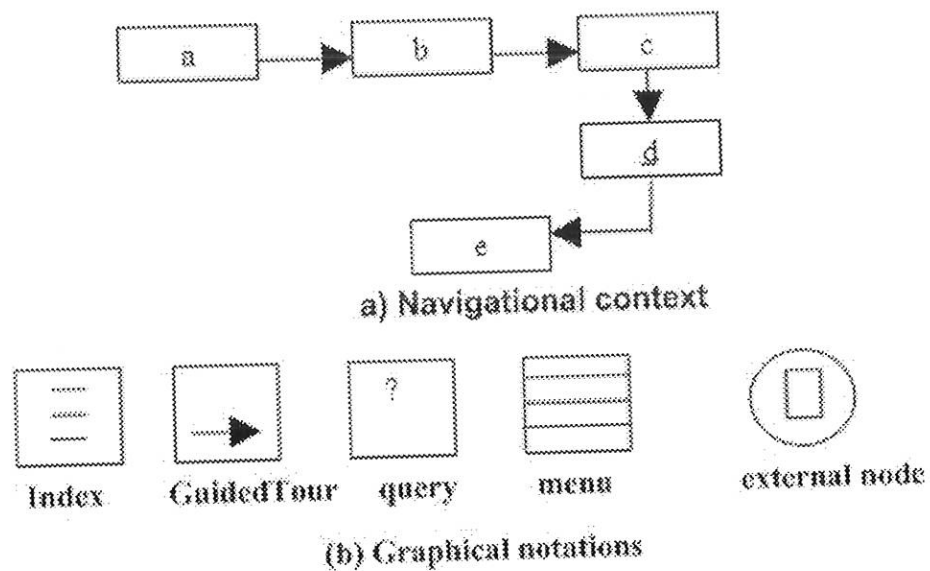 a
b
c
d
e
a) Navigational context
?
Index
GuidedTour
query
menu
external node
(b) Graphical notations